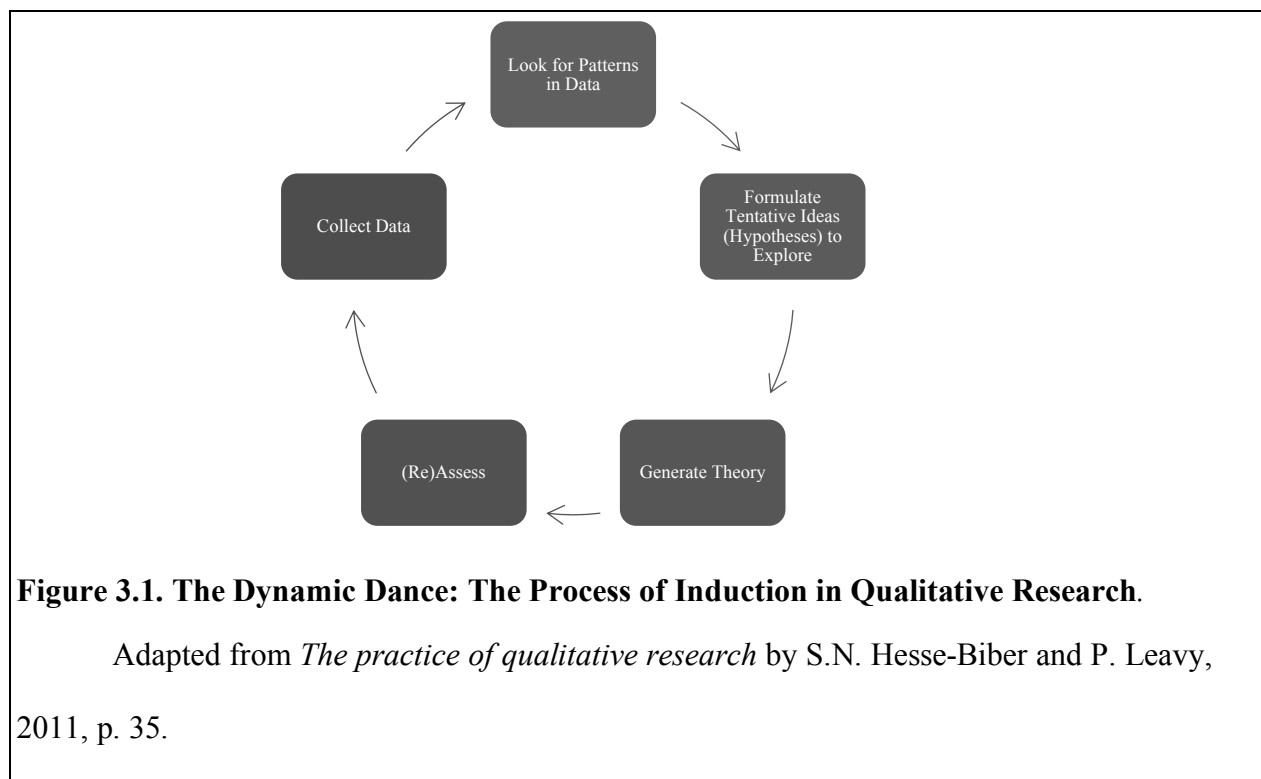 Look for Patterns
in Data
Formulate
Tentative Ideas
(Hypotheses) to
Explore
Collect Data
(Re)Assess
Generate Theory
Figure 3.1. The Dynamic Dance: The Process of Induction in Qualitative Research.
Adapted from The practice of qualitative research by S.N. Hesse-Biber and P. Leavy,
2011, p. 35.